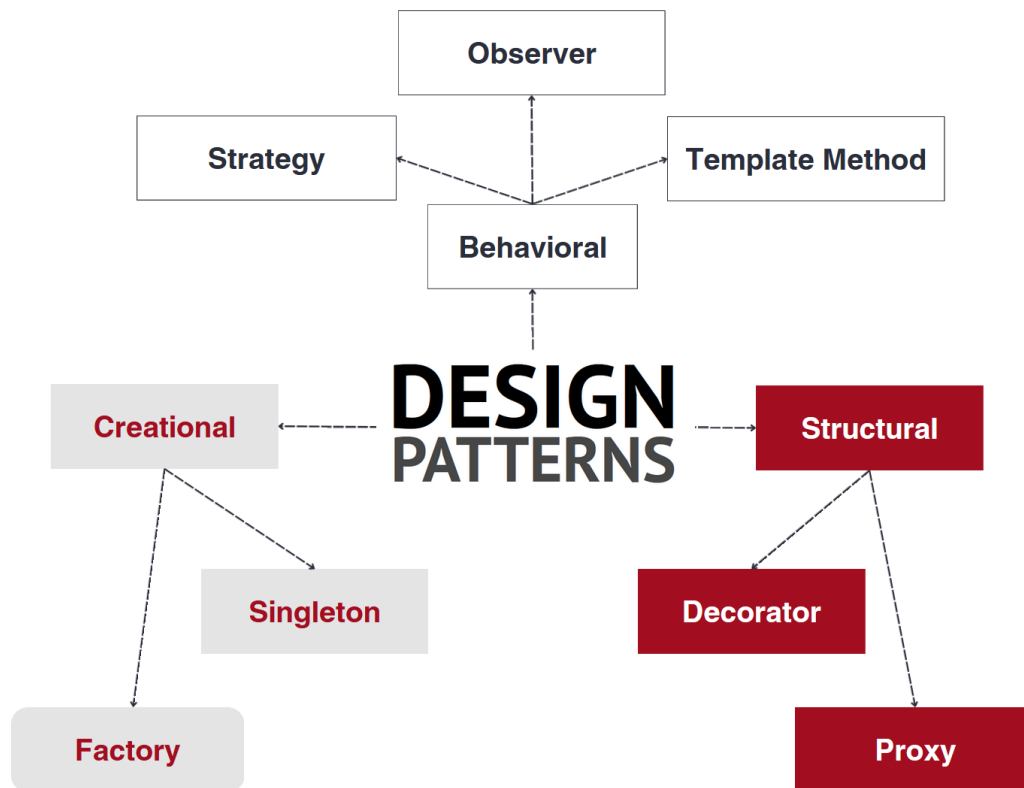 Observer
Strategy
Template Method
Behavioral
DESIGN
PATTERNS
Creational
Structural
Singleton
Decorator
Factory
Proxy